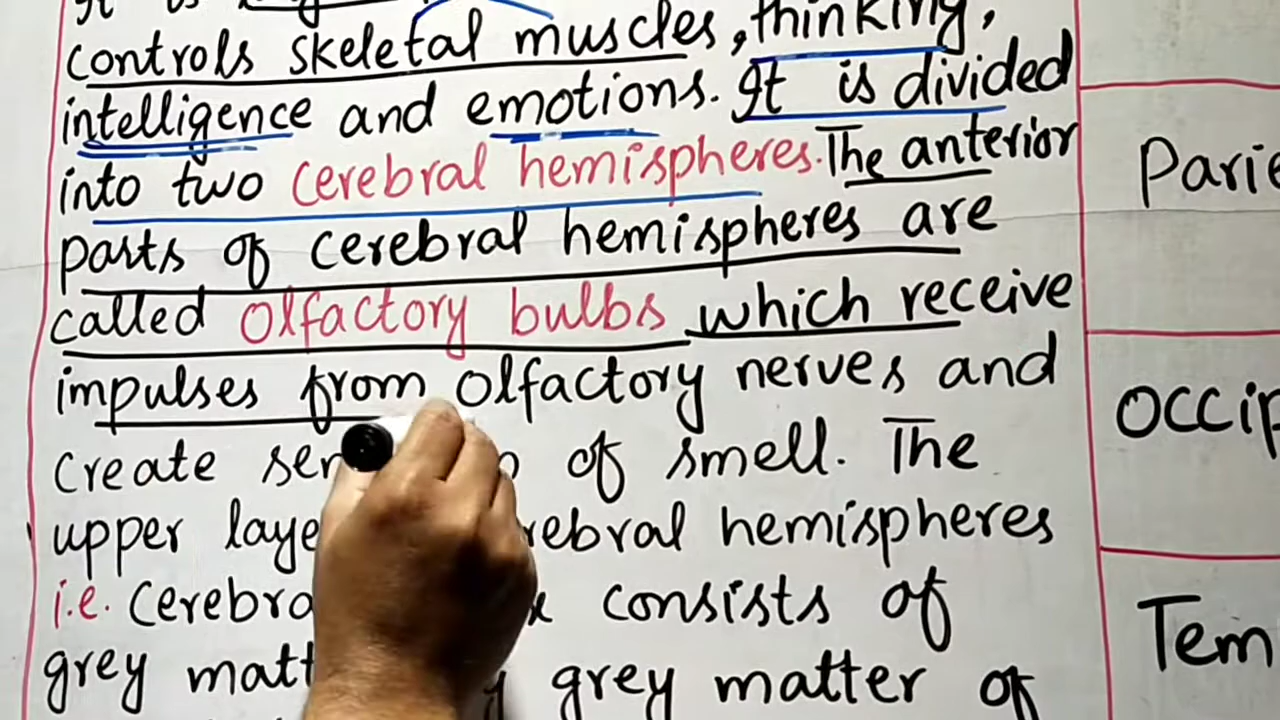 controls skeletal muscles, thinking,
intelligence and emotions. It is divided
into two cerebral hemispheres. The anterior
parts of cerebral hemispheres are
called Olfactory bulbs which receive
impulses from Olfactory nerves and
create of smell. The
upper hemispheres
i.e. consists of
grey grey matter of
Parie
Occip
Tem